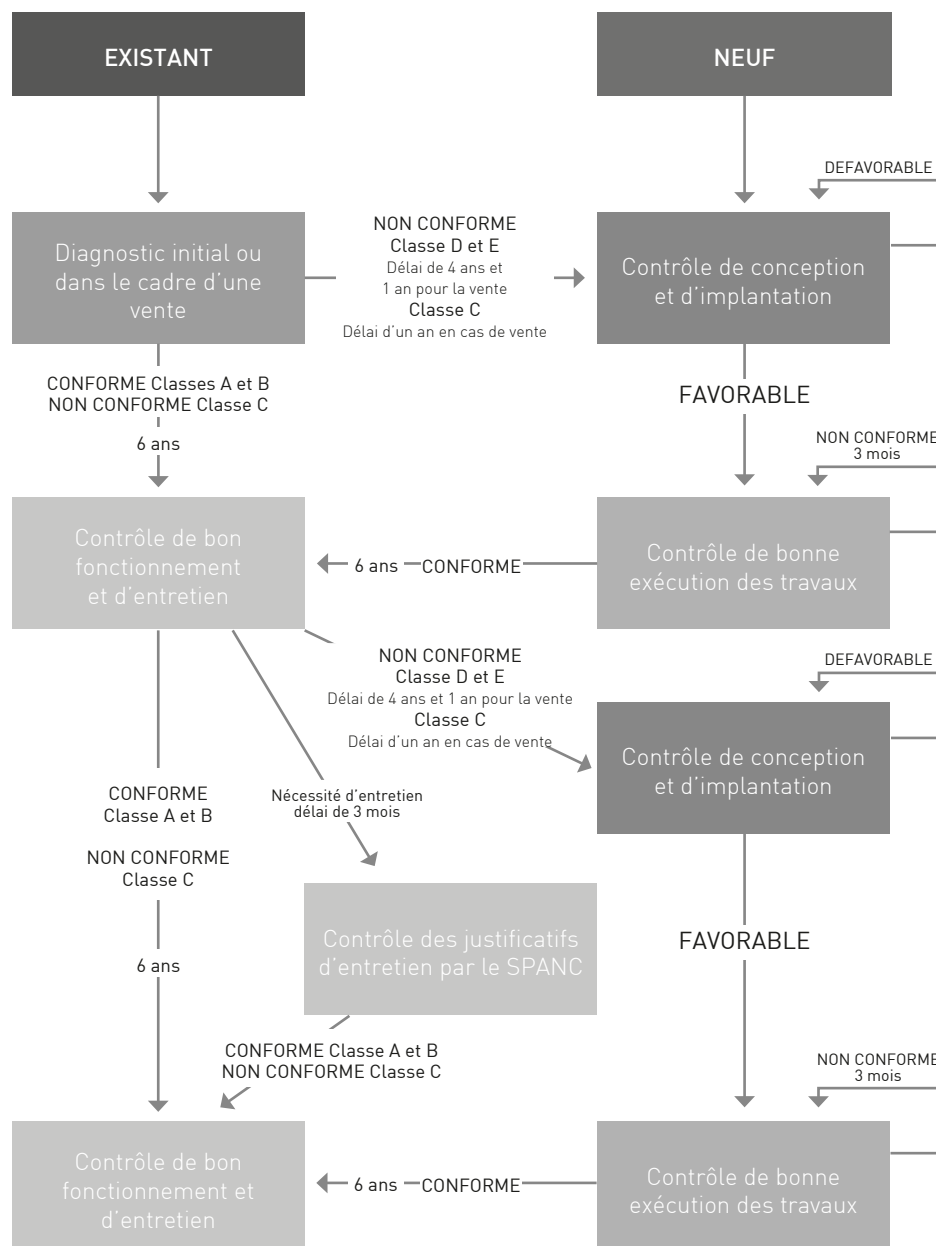 EXISTANT
NEUF
DEFAVORABLE
Diagnostic initial ou
dans le cadre d'une
vente
NON CONFORME
Classe D et E
Délai de 4 ans et
1 an pour la vente
Classe C
Délai d'un an en cas de vente
Contrôle de conception
et d'implantation
CONFORME Classes A et B
NON CONFORME Classe C
6 ans
FAVORABLE
NON CONFORME
3 mois
Contrôle de bon
fonctionnement
et d'entretien
6 ans
CONFORME
Contrôle de bonne
exécution des travaux
NON CONFORME
Classe D et E
Délai de 4 ans et 1 an pour la vente
Classe C
Délai d'un an en cas de vente
DEFAVORABLE
Contrôle de conception
et d'implantation
CONFORME
Classe A et B
NON CONFORME
Classe C
6 ans
Nécessité d'entretien
délai de 3 mois
Contrôle des justificatifs
d'entretien par le SPANC
FAVORABLE
CONFORME Classe A et B
NON CONFORME Classe C
NON CONFORME
3 mois
Contrôle de bon
fonctionnement et
d'entretien
6 ans
CONFORME
Contrôle de bonne
exécution des travaux